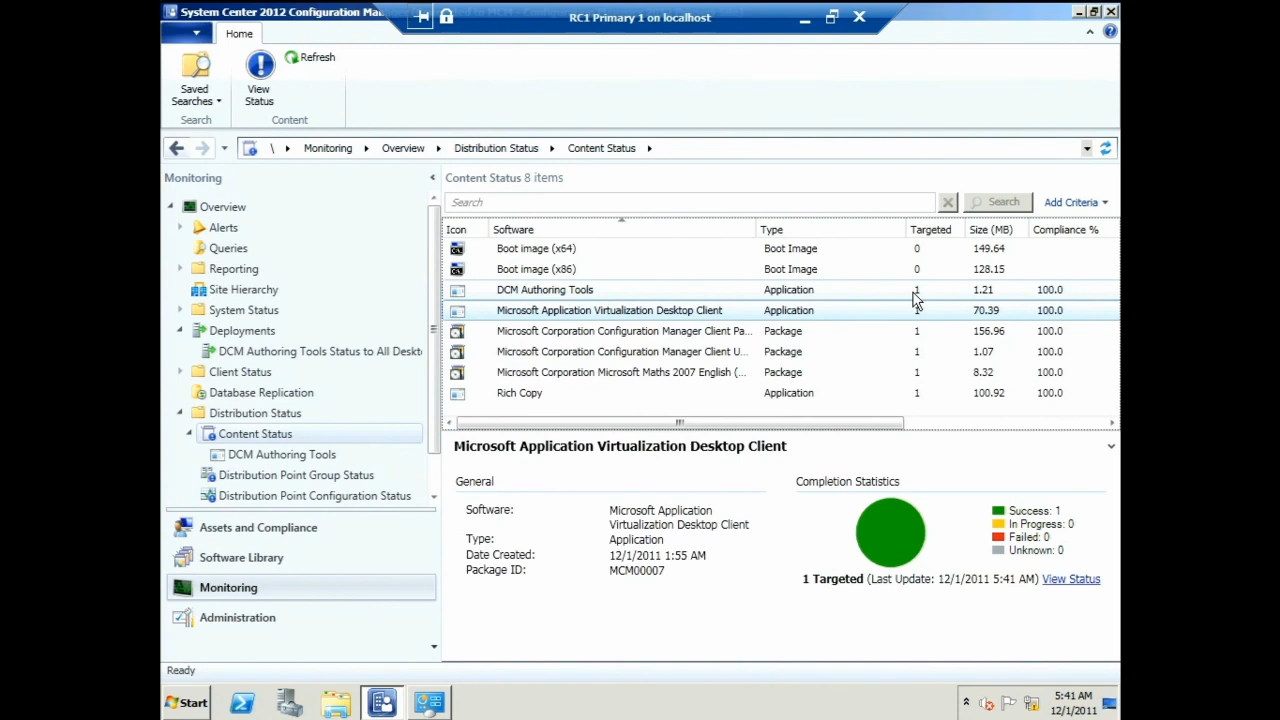 System Center 2012 Configuration Ma
RC1 Primary 1 on localhost
Home
Saved
Searches
View
Status
Refresh
Search
Content
\ Monitoring Overview Distribution Status Content Status
Monitoring
Overview
Alerts
Queries
Reporting
Site Hierarchy
System Status
Deployments
DCM Authoring Tools Status to All Deskt
Client Status
Database Replication
Distribution Status
Content Status
DCM Authoring Tools
Distribution Point Group Status
Distribution Point Configuration Status
Assets and Compliance
Software Library
Monitoring
Administration
Content Status 8 items
Search
Search
Add Criteria
Icon Software Type Targeted Size (MB) Compliance %
Boot image (x64) Boot Image 0 149.64
Boot image (x86) Boot Image 0 128.15
DCM Authoring Tools Application 1 1.21 100.0
Microsoft Application Virtualization Desktop Client Application 1 70.39 100.0
Microsoft Corporation Configuration Manager Client Pa... Package 1 156.96 100.0
Microsoft Corporation Configuration Manager Client U... Package 1 1.07 100.0
Microsoft Corporation Microsoft Maths 2007 English (... Package 1 8.32 100.0
Rich Copy Application 1 100.92 100.0
Microsoft Application Virtualization Desktop Client
General
Software: Microsoft Application
Virtualization Desktop Client
Type: Application
Date Created: 12/1/2011 1:55 AM
Package ID: MCM00007
Completion Statistics
Success: 1
In Progress: 0
Failed: 0
Unknown: 0
1 Targeted (Last Update: 12/1/2011 5:41 AM) View Status
Ready
Start
5:41 AM
12/1/2011